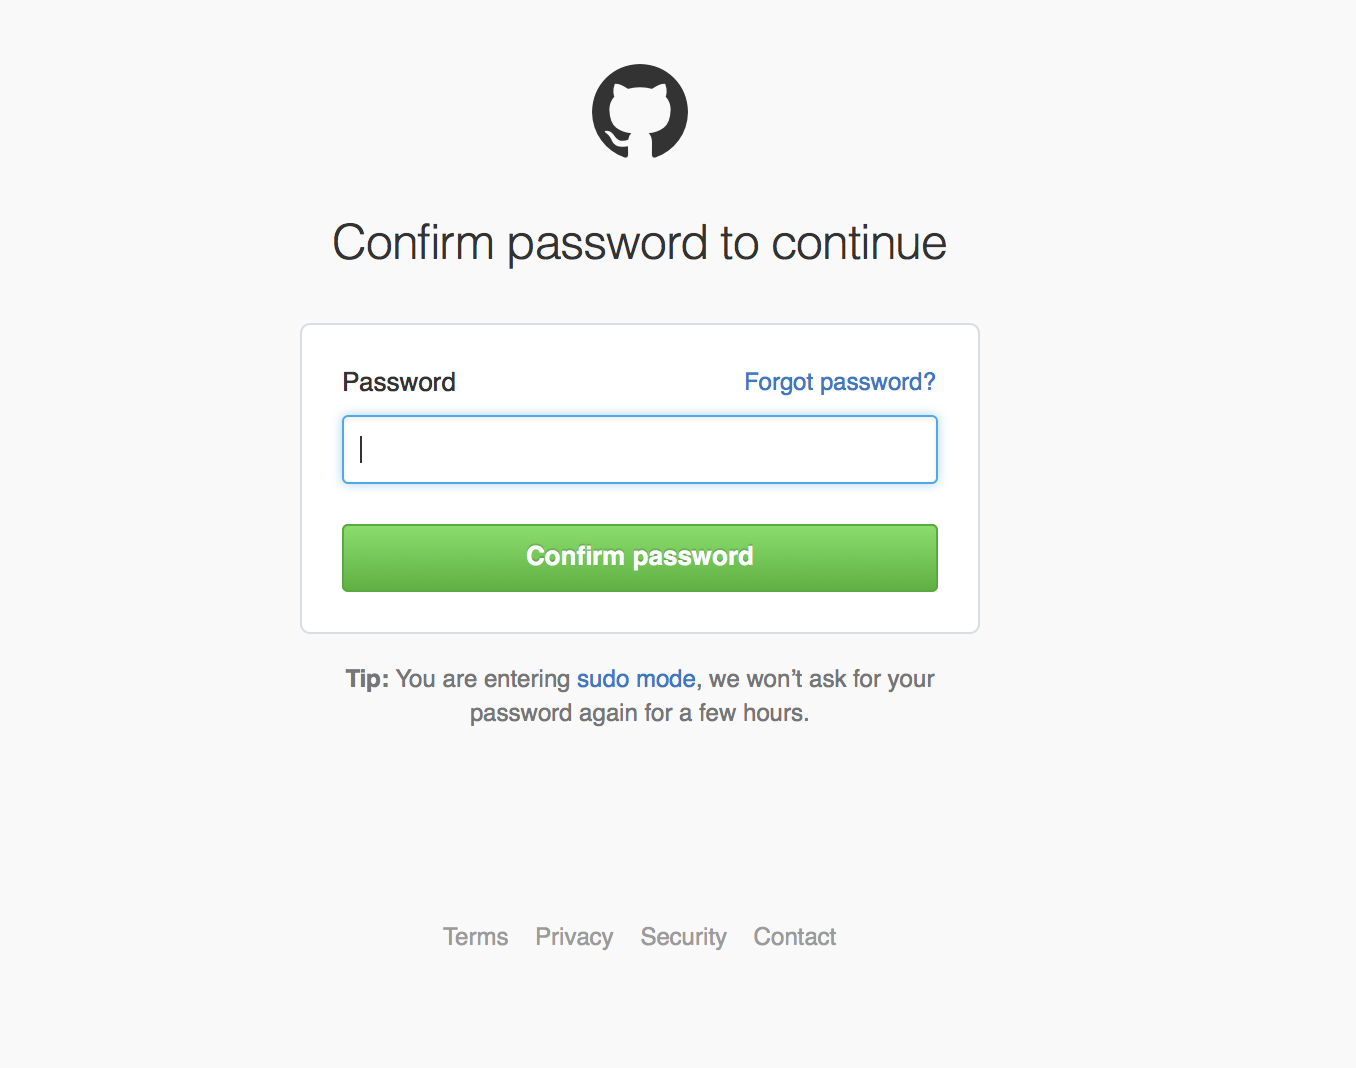 Confirm password to continue
Password Forgot password?
Confirm password
Tip: You are entering sudo mode, we won’t ask for your
password again for a few hours.
Terms Privacy Security Contact